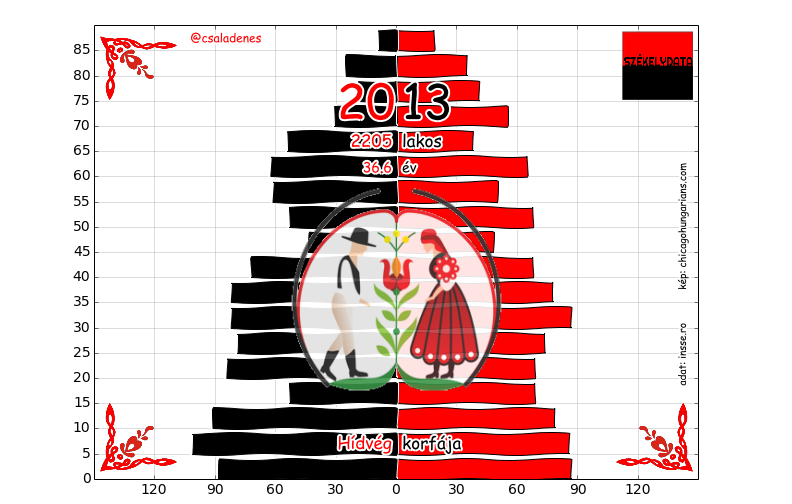 @csaladenes
SZÉKELYDATA
2013
2205 lakos
36.6 év
kép: chicagohungarians.com
adat: insse.ro
Hídvég korfája
85
80
75
70
65
60
55
50
45
40
35
30
25
20
15
10
5
0
120 90 60 30 0 30 60 90 120